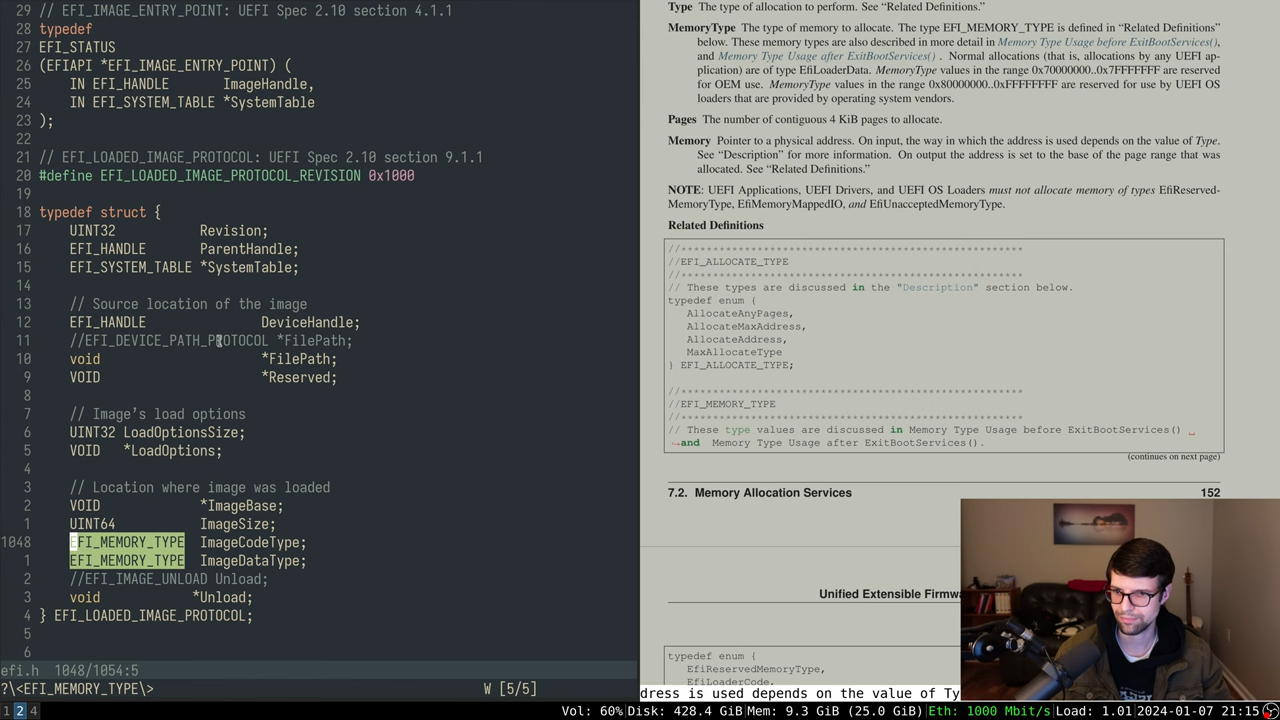 29 // EFI_IMAGE_ENTRY_POINT: UEFI Spec 2.10 section 4.1.1
28 typedef
27 EFI_STATUS
26 (EFIAPI *EFI_IMAGE_ENTRY_POINT) (
25 IN EFI_HANDLE ImageHandle,
24 IN EFI_SYSTEM_TABLE *SystemTable
23 );
22
21 // EFI_LOADED_IMAGE_PROTOCOL: UEFI Spec 2.10 section 9.1.1
20 #define EFI_LOADED_IMAGE_PROTOCOL_REVISION 0x1000
19
18 typedef struct {
17 UINT32 Revision;
16 EFI_HANDLE ParentHandle;
15 EFI_SYSTEM_TABLE *SystemTable;
14
13 // Source location of the image
12 EFI_HANDLE DeviceHandle;
11 //EFI_DEVICE_PATH_PROTOCOL *FilePath;
10 void *FilePath;
9 VOID *Reserved;
8
7 // Image's load options
6 UINT32 LoadOptionsSize;
5 VOID *LoadOptions;
4
3 // Location where image was loaded
2 VOID *ImageBase;
1 UINT64 ImageSize;
1048 EFI_MEMORY_TYPE ImageCodeType;
1 EFI_MEMORY_TYPE ImageDataType;
2 //EFI_IMAGE_UNLOAD Unload;
3 void *Unload;
4 } EFI_LOADED_IMAGE_PROTOCOL;
5
6
efi.h 1048/1054:5
?\<EFI_MEMORY_TYPE\> W [5/5]
Type The type of allocation to perform. See “Related Definitions.”
MemoryType The type of memory to allocate. The type EFI_MEMORY_TYPE is defined in “Related Definitions”
below. These memory types are also described in more detail in Memory Type Usage before ExitBootServices(),
and Memory Type Usage after ExitBootServices() . Normal allocations (that is, allocations by any UEFI ap-
plication) are of type EfiLoaderData. MemoryType values in the range 0x70000000..0x7FFFFFFF are reserved
for OEM use. MemoryType values in the range 0x80000000..0xFFFFFFFF are reserved for use by UEFI OS
loaders that are provided by operating system vendors.
Pages The number of contiguous 4 KiB pages to allocate.
Memory Pointer to a physical address. On input, the way in which the address is used depends on the value of Type.
See “Description” for more information. On output the address is set to the base of the page range that was
allocated. See “Related Definitions.”
NOTE: UEFI Applications, UEFI Drivers, and UEFI OS Loaders must not allocate memory of types EfiReserved-
MemoryType, EfiMemoryMappedIO, and EfiUnacceptedMemoryType.
Related Definitions
//*******************************************************
//EFI_ALLOCATE_TYPE
//*******************************************************
// These types are discussed in the "Description" section below.
typedef enum {
AllocateAnyPages,
AllocateMaxAddress,
AllocateAddress,
MaxAllocateType
} EFI_ALLOCATE_TYPE;
//*******************************************************
//EFI_MEMORY_TYPE
//*******************************************************
// These type values are discussed in Memory Type Usage before ExitBootServices() ␣
↪and Memory Type Usage after ExitBootServices().
(continues on next page)
7.2. Memory Allocation Services 152
Unified Extensible Firmwa
typedef enum {
EfiReservedMemoryType,
EfiLoaderCode,
dress is used depends on the value of Ty
1 2 4 Vol: 60%|Disk: 428.4 GiB|Mem: 9.3 GiB (25.0 GiB)|Eth: 1000 Mbit/s|Load: 1.01|2024-01-07 21:15